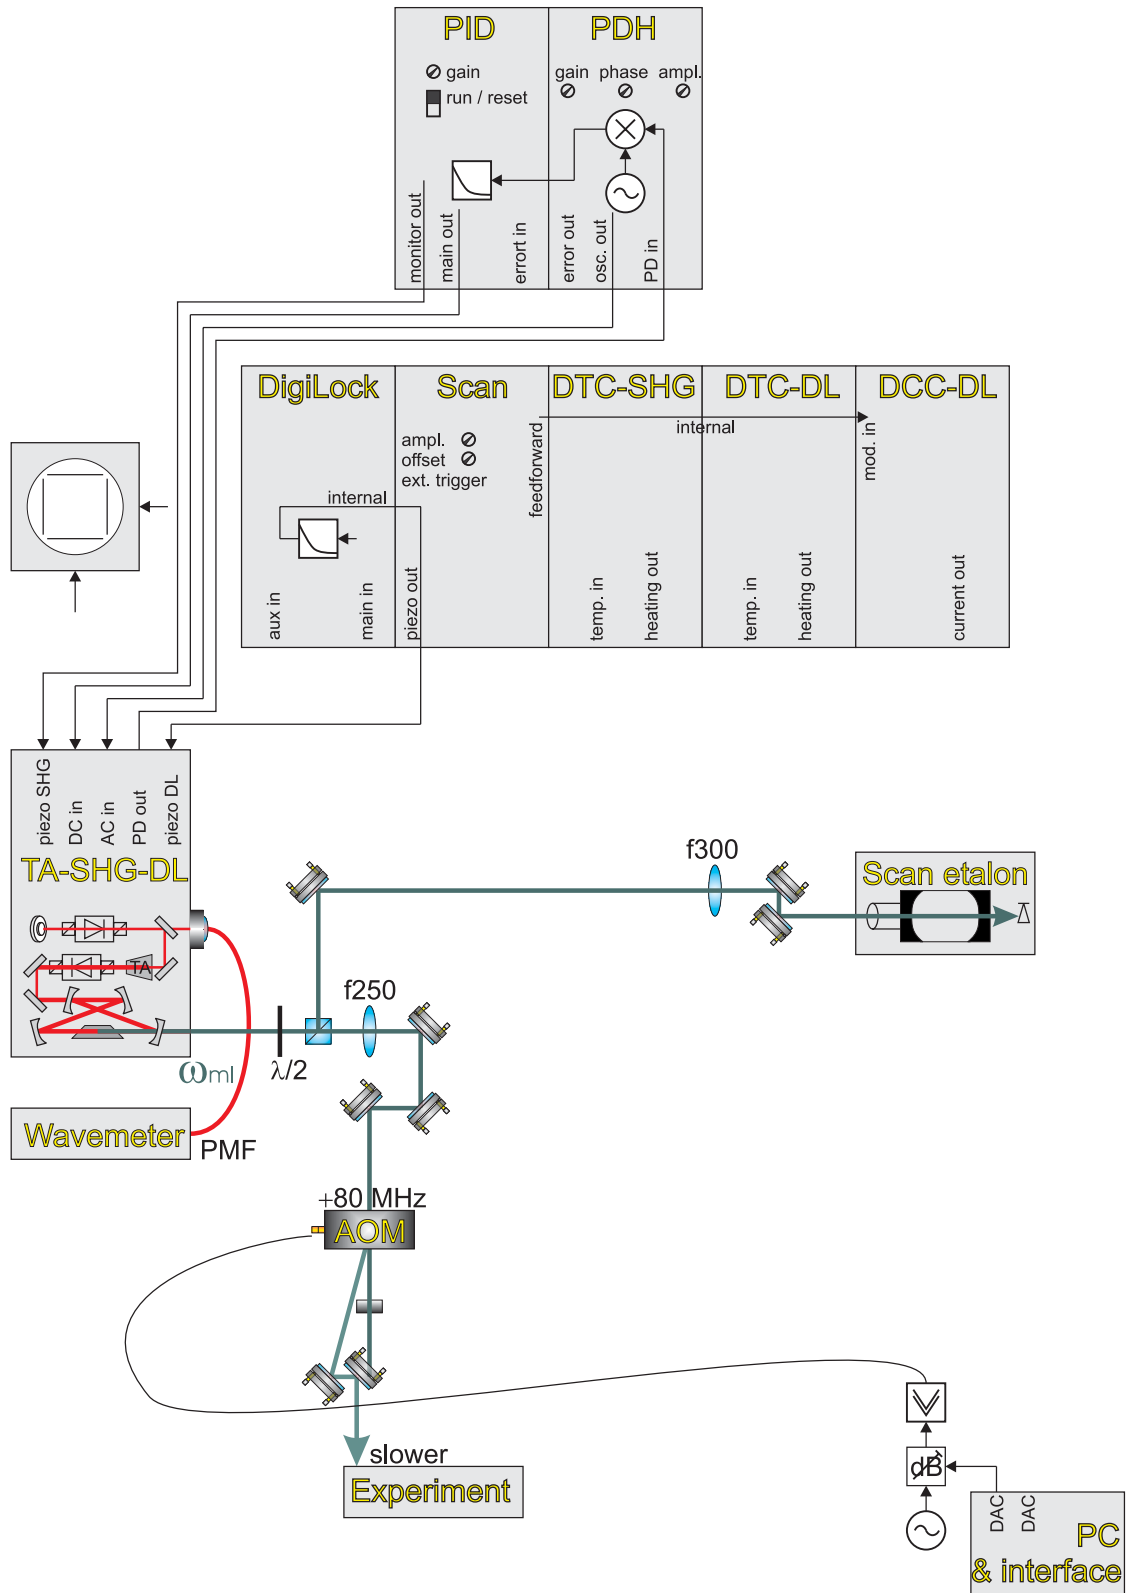 PID
PDH
gain
run / reset
gain phase ampl.
monitor out
main out
errort in
error out
osc. out
PD in
DigiLock
Scan
DTC-SHG
DTC-DL
DCC-DL
internal
ampl.
offset
ext. trigger
feedforward
mod. in
internal
aux in
main in
piezo out
temp. in
heating out
temp. in
heating out
current out
piezo SHG
DC in
AC in
PD out
piezo DL
TA-SHG-DL
TA
f300
Scan etalon
f250
ωml
λ/2
Wavemeter
PMF
+80 MHz
AOM
slower
Experiment
dB
DAC
DAC
PC
& interface